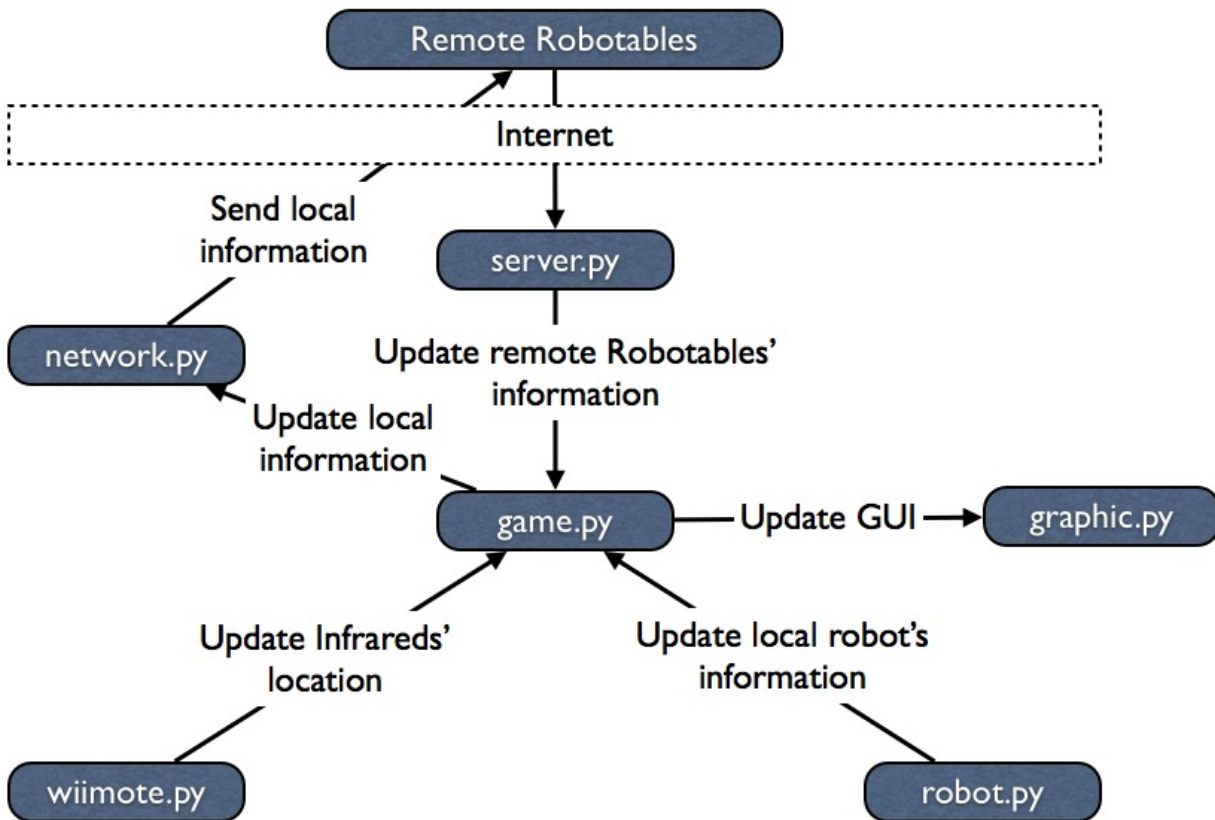 Remote Robotables
Internet
Send local
information
server.py
network.py
Update remote Robotables’
information
Update local
information
game.py
Update GUI
graphic.py
Update Infrareds’
location
Update local robot’s
information
wiimote.py
robot.py